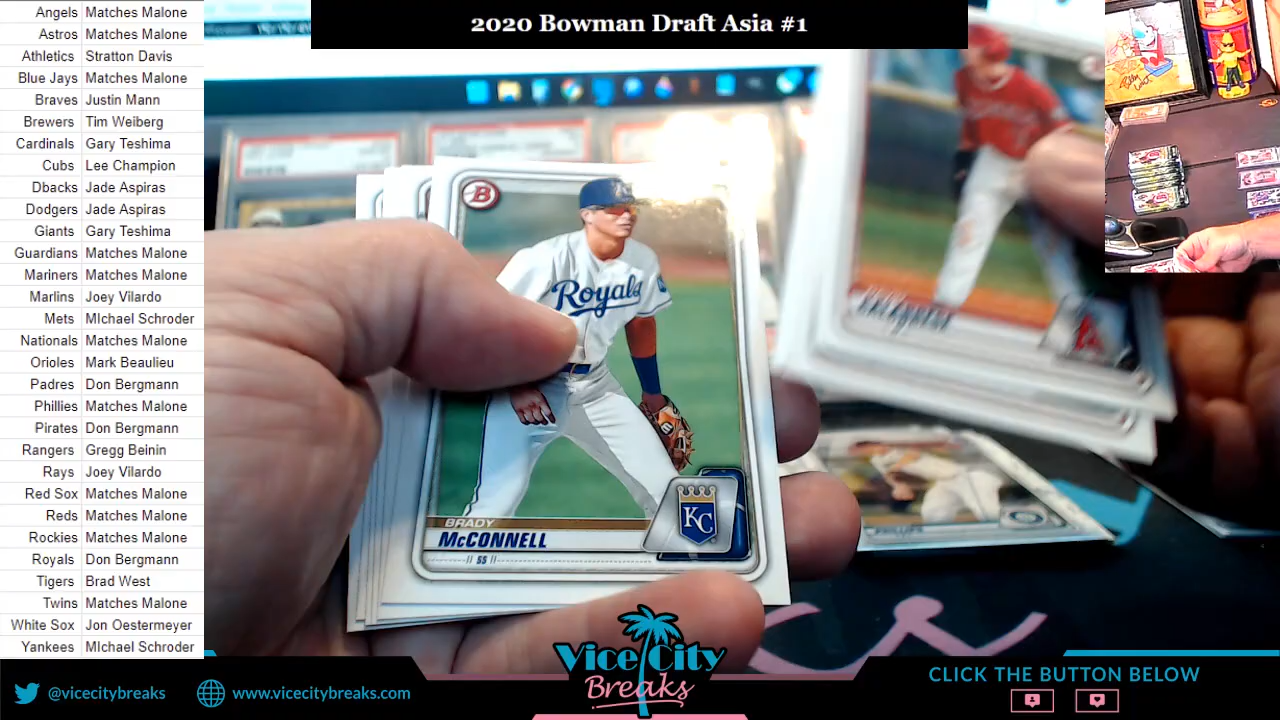 2020 Bowman Draft Asia #1
Angels Matches Malone
Astros Matches Malone
Athletics Stratton Davis
Blue Jays Matches Malone
Braves Justin Mann
Brewers Tim Weiberg
Cardinals Gary Teshima
Cubs Lee Champion
Dbacks Jade Aspiras
Dodgers Jade Aspiras
Giants Gary Teshima
Guardians Matches Malone
Mariners Matches Malone
Marlins Joey Vilardo
Mets MIchael Schroder
Nationals Matches Malone
Orioles Mark Beaulieu
Padres Don Bergmann
Phillies Matches Malone
Pirates Don Bergmann
Rangers Gregg Beinin
Rays Joey Vilardo
Red Sox Matches Malone
Reds Matches Malone
Rockies Matches Malone
Royals Don Bergmann
Tigers Brad West
Twins Matches Malone
White Sox Jon Oestermeyer
Yankees MIchael Schroder
B
Royals
KC
BRADY
McCONNELL
SS
Vice City
Breaks
@vicecitybreaks
www.vicecitybreaks.com
CLICK THE BUTTON BELOW